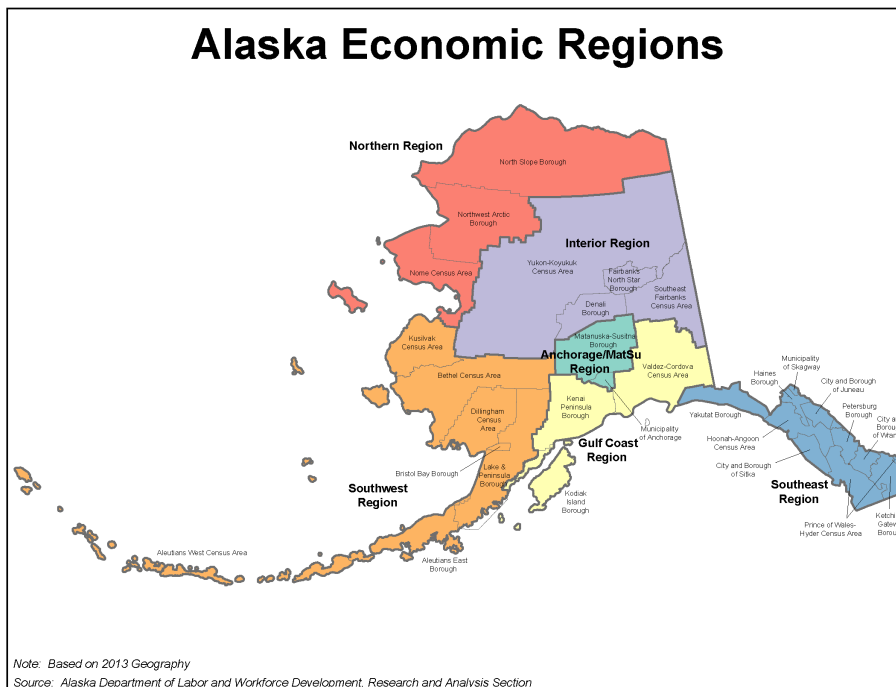 Alaska Economic Regions
Northern Region
North Slope Borough
Northwest Arctic
Borough
Nome Census Area
Interior Region
Yukon-Koyukuk
Census Area
Fairbanks
North Star
Borough
Southeast
Fairbanks
Census Area
Denali
Borough
Matanuska-Susitna
Borough
Anchorage/MatSu
Region
Kusilvak
Census Area
Bethel Census Area
Dillingham
Census
Area
Bristol Bay Borough
Lake &
Peninsula
Borough
Southwest
Region
Aleutians West Census Area
Aleutians East
Borough
Valdez-Cordova
Census Area
Kenai
Peninsula
Borough
Municipality
of Anchorage
Gulf Coast
Region
Kodiak
Island
Borough
Municipality
of Skagway
Haines
Borough
City and Borough
of Juneau
Yakutat Borough
Petersburg
Borough
Hoonah-Angoon
Census Area
City and Borough
of Sitka
Southeast
Region
Prince of Wales-
Hyder Census Area
Note: Based on 2013 Geography
Source: Alaska Department of Labor and Workforce Development, Research and Analysis Section